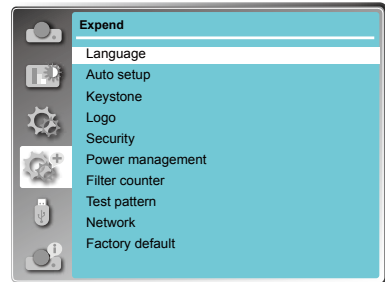 Expend
Language
Auto setup
Keystone
Logo
Security
Power management
Filter counter
Test pattern
Network
Factory default